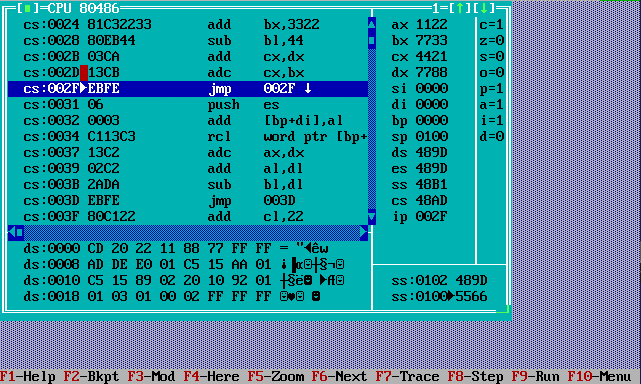 [■]=CPU 80486 1=[↑][↓]
cs:0024 81C32233 add bx,3322 ax 1122 c=1
cs:0028 80EB44 sub bl,44 bx 7733 z=0
cs:002B 03CA add cx,dx cx 4421 s=0
cs:002D 13CB adc cx,bx dx 7788 o=0
cs:002F►EBFE jmp 002F ↓ si 0000 p=1
cs:0031 06 push es di 0000 a=1
cs:0032 0003 add [bp+di],al bp 0000 i=1
cs:0034 C113C3 rcl word ptr [bp+ sp 0100 d=0
cs:0037 13C2 adc ax,dx ds 489D
cs:0039 02C2 add al,dl es 489D
cs:003B 2ADA sub bl,dl ss 48B1
cs:003D EBFE jmp 003D cs 48AD
cs:003F 80C122 add cl,22 ip 002F
ds:0000 CD 20 22 11 88 77 FF FF = "◄êw
ds:0008 AD DE E0 01 C5 15 AA 01 ¡▐α☺┼§¬☺
ds:0010 C5 15 89 02 20 10 92 01 ┼§ë☻ ►Æ☺ ss:0102 489D
ds:0018 01 03 01 00 02 FF FF FF ☺♥☺ ☻ ss:0100►5566
F1-Help F2-Bkpt F3-Mod F4-Here F5-Zoom F6-Next F7-Trace F8-Step F9-Run F10-Menu